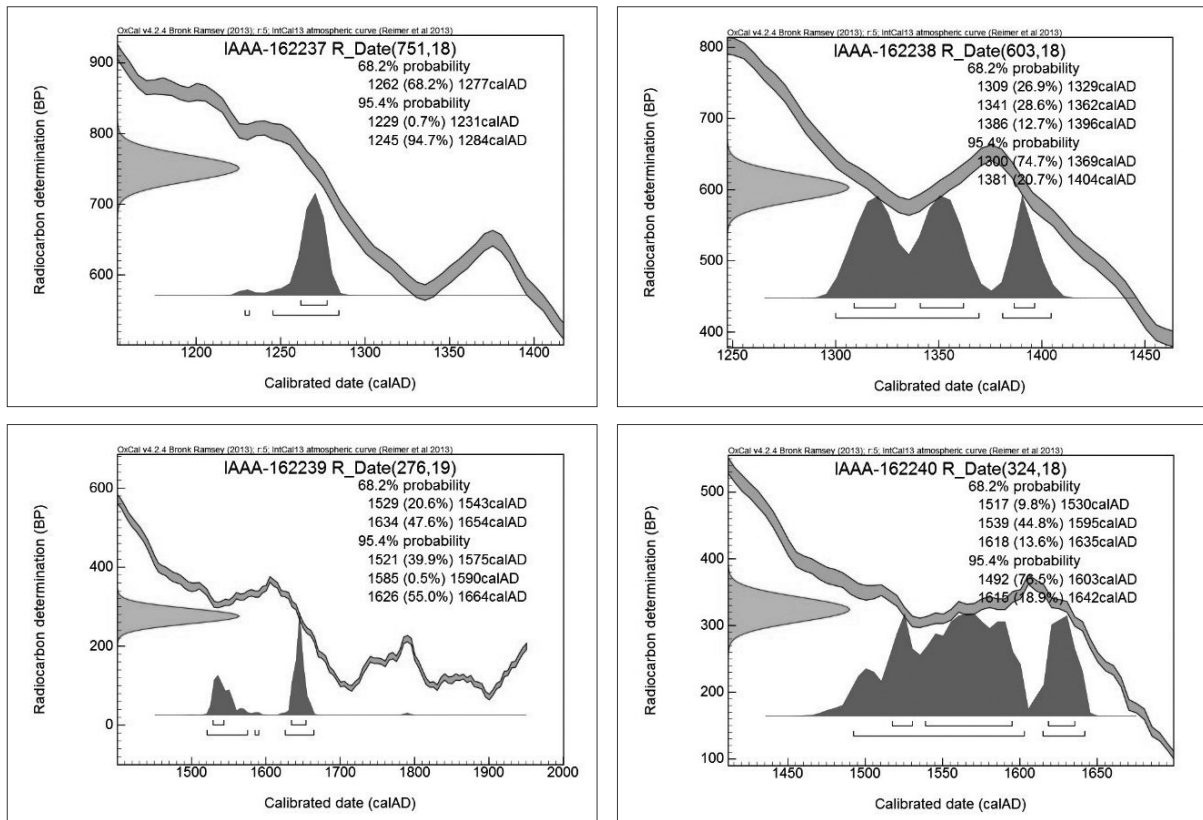 OxCal v4.2.4 Bronk Ramsey (2013); r:5; IntCal13 atmospheric curve (Reimer et al 2013)
IAAA-162237 R_Date(751,18)
68.2% probability
1262 (68.2%) 1277calAD
95.4% probability
1229 (0.7%) 1231calAD
1245 (94.7%) 1284calAD
Radiocarbon determination (BP)
900
800
700
600
1200
1300
1400
Calibrated date (calAD)
OxCal v4.2.4 Bronk Ramsey (2013); r:5; IntCal13 atmospheric curve (Reimer et al 2013)
IAAA-162238 R_Date(603,18)
68.2% probability
1309 (26.9%) 1329calAD
1341 (28.6%) 1362calAD
1386 (12.7%) 1396calAD
95.4% probability
1300 (74.7%) 1369calAD
1381 (20.7%) 1404calAD
Radiocarbon determination (BP)
800
700
600
500
400
1250
1300
1350
1400
1450
Calibrated date (calAD)
OxCal v4.2.4 Bronk Ramsey (2013); r:5; IntCal13 atmospheric curve (Reimer et al 2013)
IAAA-162239 R_Date(276,19)
68.2% probability
1529 (20.6%) 1543calAD
1634 (47.6%) 1654calAD
95.4% probability
1521 (39.9%) 1575calAD
1585 (0.5%) 1590calAD
1626 (55.0%) 1664calAD
Radiocarbon determination (BP)
600
400
200
0
1500
1600
1700
1800
1900
2000
Calibrated date (calAD)
OxCal v4.2.4 Bronk Ramsey (2013); r:5; IntCal13 atmospheric curve (Reimer et al 2013)
IAAA-162240 R_Date(324,18)
68.2% probability
1517 (9.8%) 1530calAD
1539 (44.8%) 1595calAD
1618 (13.6%) 1635calAD
95.4% probability
1492 (76.5%) 1603calAD
1615 (18.9%) 1642calAD
Radiocarbon determination (BP)
500
400
300
200
100
1450
1500
1550
1600
1650
Calibrated date (calAD)